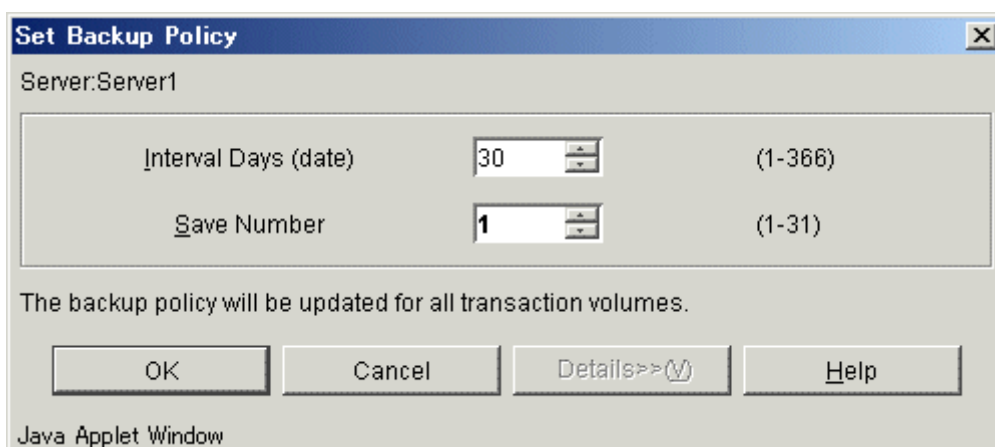 Set Backup Policy
Server:Server1
Interval Days (date) 30 (1-366)
Save Number 1 (1-31)
The backup policy will be updated for all transaction volumes.
OK Cancel Details>>(V) Help
Java Applet Window